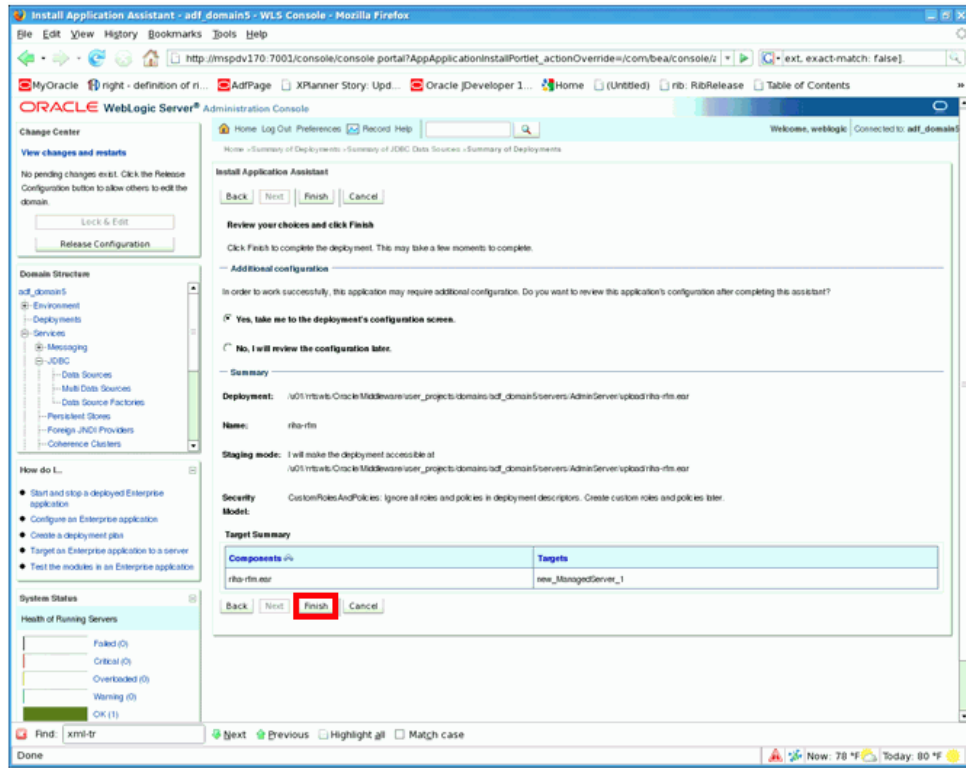 Install Application Assistant - adf_domain5 - WLS Console - Mozilla Firefox
File Edit View History Bookmarks Tools Help
http://mspdv170:7001/console/console.portal?AppApplicationInstallPortlet_actionOverride=/com/bea/console/a
ext, exact-match: false].
MyOracle right - definition of ri... AdfPage XPlanner Story: Upd... Oracle JDeveloper 1... Home (Untitled) rib: RibRelease Table of Contents »
ORACLE WebLogic Server® Administration Console
Change Center
View changes and restarts
No pending changes exist. Click the Release
Configuration button to allow others to edit the
domain.
Lock & Edit
Release Configuration
Domain Structure
adf_domain5
Environment
Deployments
Services
Messaging
JDBC
Data Sources
Multi Data Sources
Data Source Factories
Persistent Stores
Foreign JNDI Providers
Coherence Clusters
How do I...
Start and stop a deployed Enterprise
application
Configure an Enterprise application
Create a deployment plan
Target an Enterprise application to a server
Test the modules in an Enterprise application
System Status
Health of Running Servers
Failed (0)
Critical (0)
Overloaded (0)
Warning (0)
OK (1)
Home Log Out Preferences Record Help
Welcome, weblogic Connected to: adf_domain5
Home >Summary of Deployments >Summary of JDBC Data Sources >Summary of Deployments
Install Application Assistant
Back Next Finish Cancel
Review your choices and click Finish
Click Finish to complete the deployment. This may take a few moments to complete.
Additional configuration
In order to work successfully, this application may require additional configuration. Do you want to review this application's configuration after completing this assistant?
Yes, take me to the deployment's configuration screen.
No, I will review the configuration later.
Summary
Deployment: /u01/rtswls/Oracle/Middleware/user_projects/domains/adf_domain5/servers/AdminServer/upload/riha-rfm.ear
Name: riha-rfm
Staging mode: I will make the deployment accessible at
/u01/rtswls/Oracle/Middleware/user_projects/domains/adf_domain5/servers/AdminServer/upload/riha-rfm.ear
Security Model: CustomRolesAndPolicies: Ignore all roles and policies in deployment descriptors. Create custom roles and policies later.
Target Summary
Components Targets
riha-rfm.ear new_ManagedServer_1
Back Next Finish Cancel
Find: xml-tr Next Previous Highlight all Match case
Done Now: 78 °F Today: 80 °F